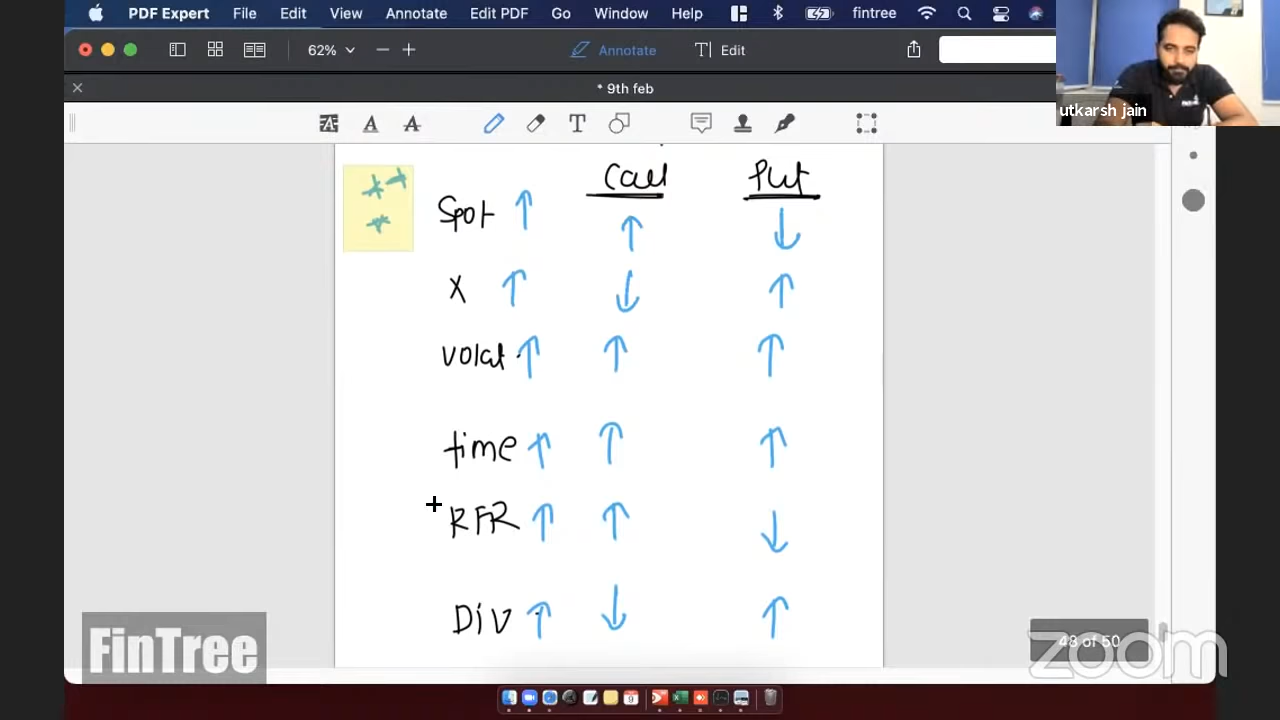 PDF Expert File Edit View Annotate Edit PDF Go Window Help fintree
62% Annotate T| Edit
* 9th feb
utkarsh jain
Call Put
Spot ↑ ↑ ↓
X ↑ ↓ ↑
volat. ↑ ↑ ↑
time ↑ ↑ ↑
RFR ↑ ↑ ↓
Div ↑ ↓ ↑
FinTree
48 of 50
zoom